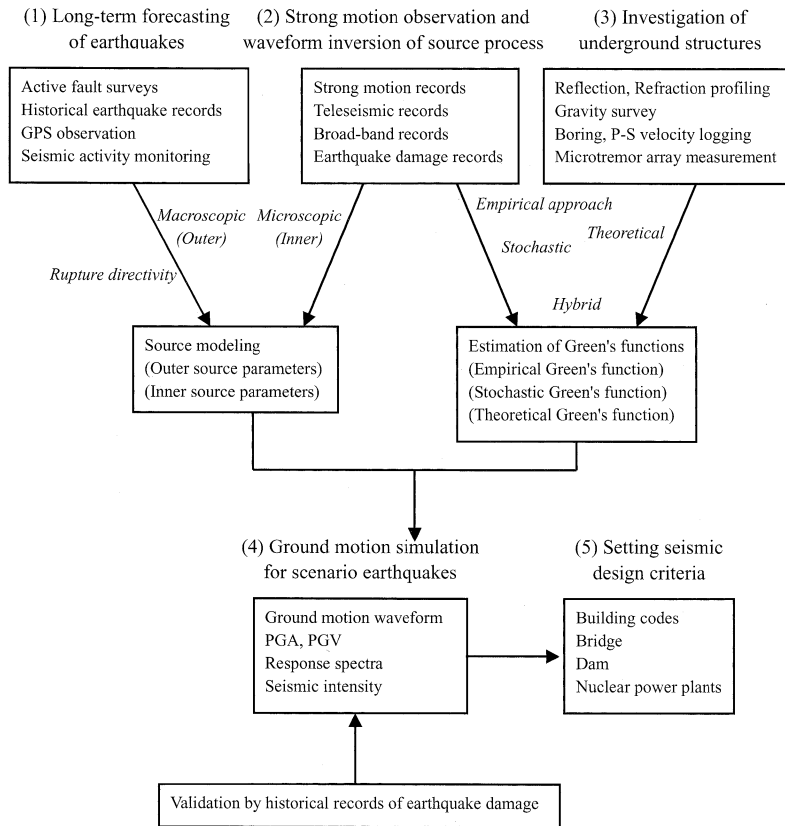 (1) Long-term forecasting
of earthquakes
(2) Strong motion observation and
waveform inversion of source process
(3) Investigation of
underground structures
Active fault surveys
Historical earthquake records
GPS observation
Seismic activity monitoring
Strong motion records
Teleseismic records
Broad-band records
Earthquake damage records
Reflection, Refraction profiling
Gravity survey
Boring, P-S velocity logging
Microtremor array measurement
Macroscopic
(Outer)
Microscopic
(Inner)
Rupture directivity
Empirical approach
Stochastic
Theoretical
Hybrid
Source modeling
(Outer source parameters)
(Inner source parameters)
Estimation of Green's functions
(Empirical Green's function)
(Stochastic Green's function)
(Theoretical Green's function)
(4) Ground motion simulation
for scenario earthquakes
(5) Setting seismic
design criteria
Ground motion waveform
PGA, PGV
Response spectra
Seismic intensity
Building codes
Bridge
Dam
Nuclear power plants
Validation by historical records of earthquake damage